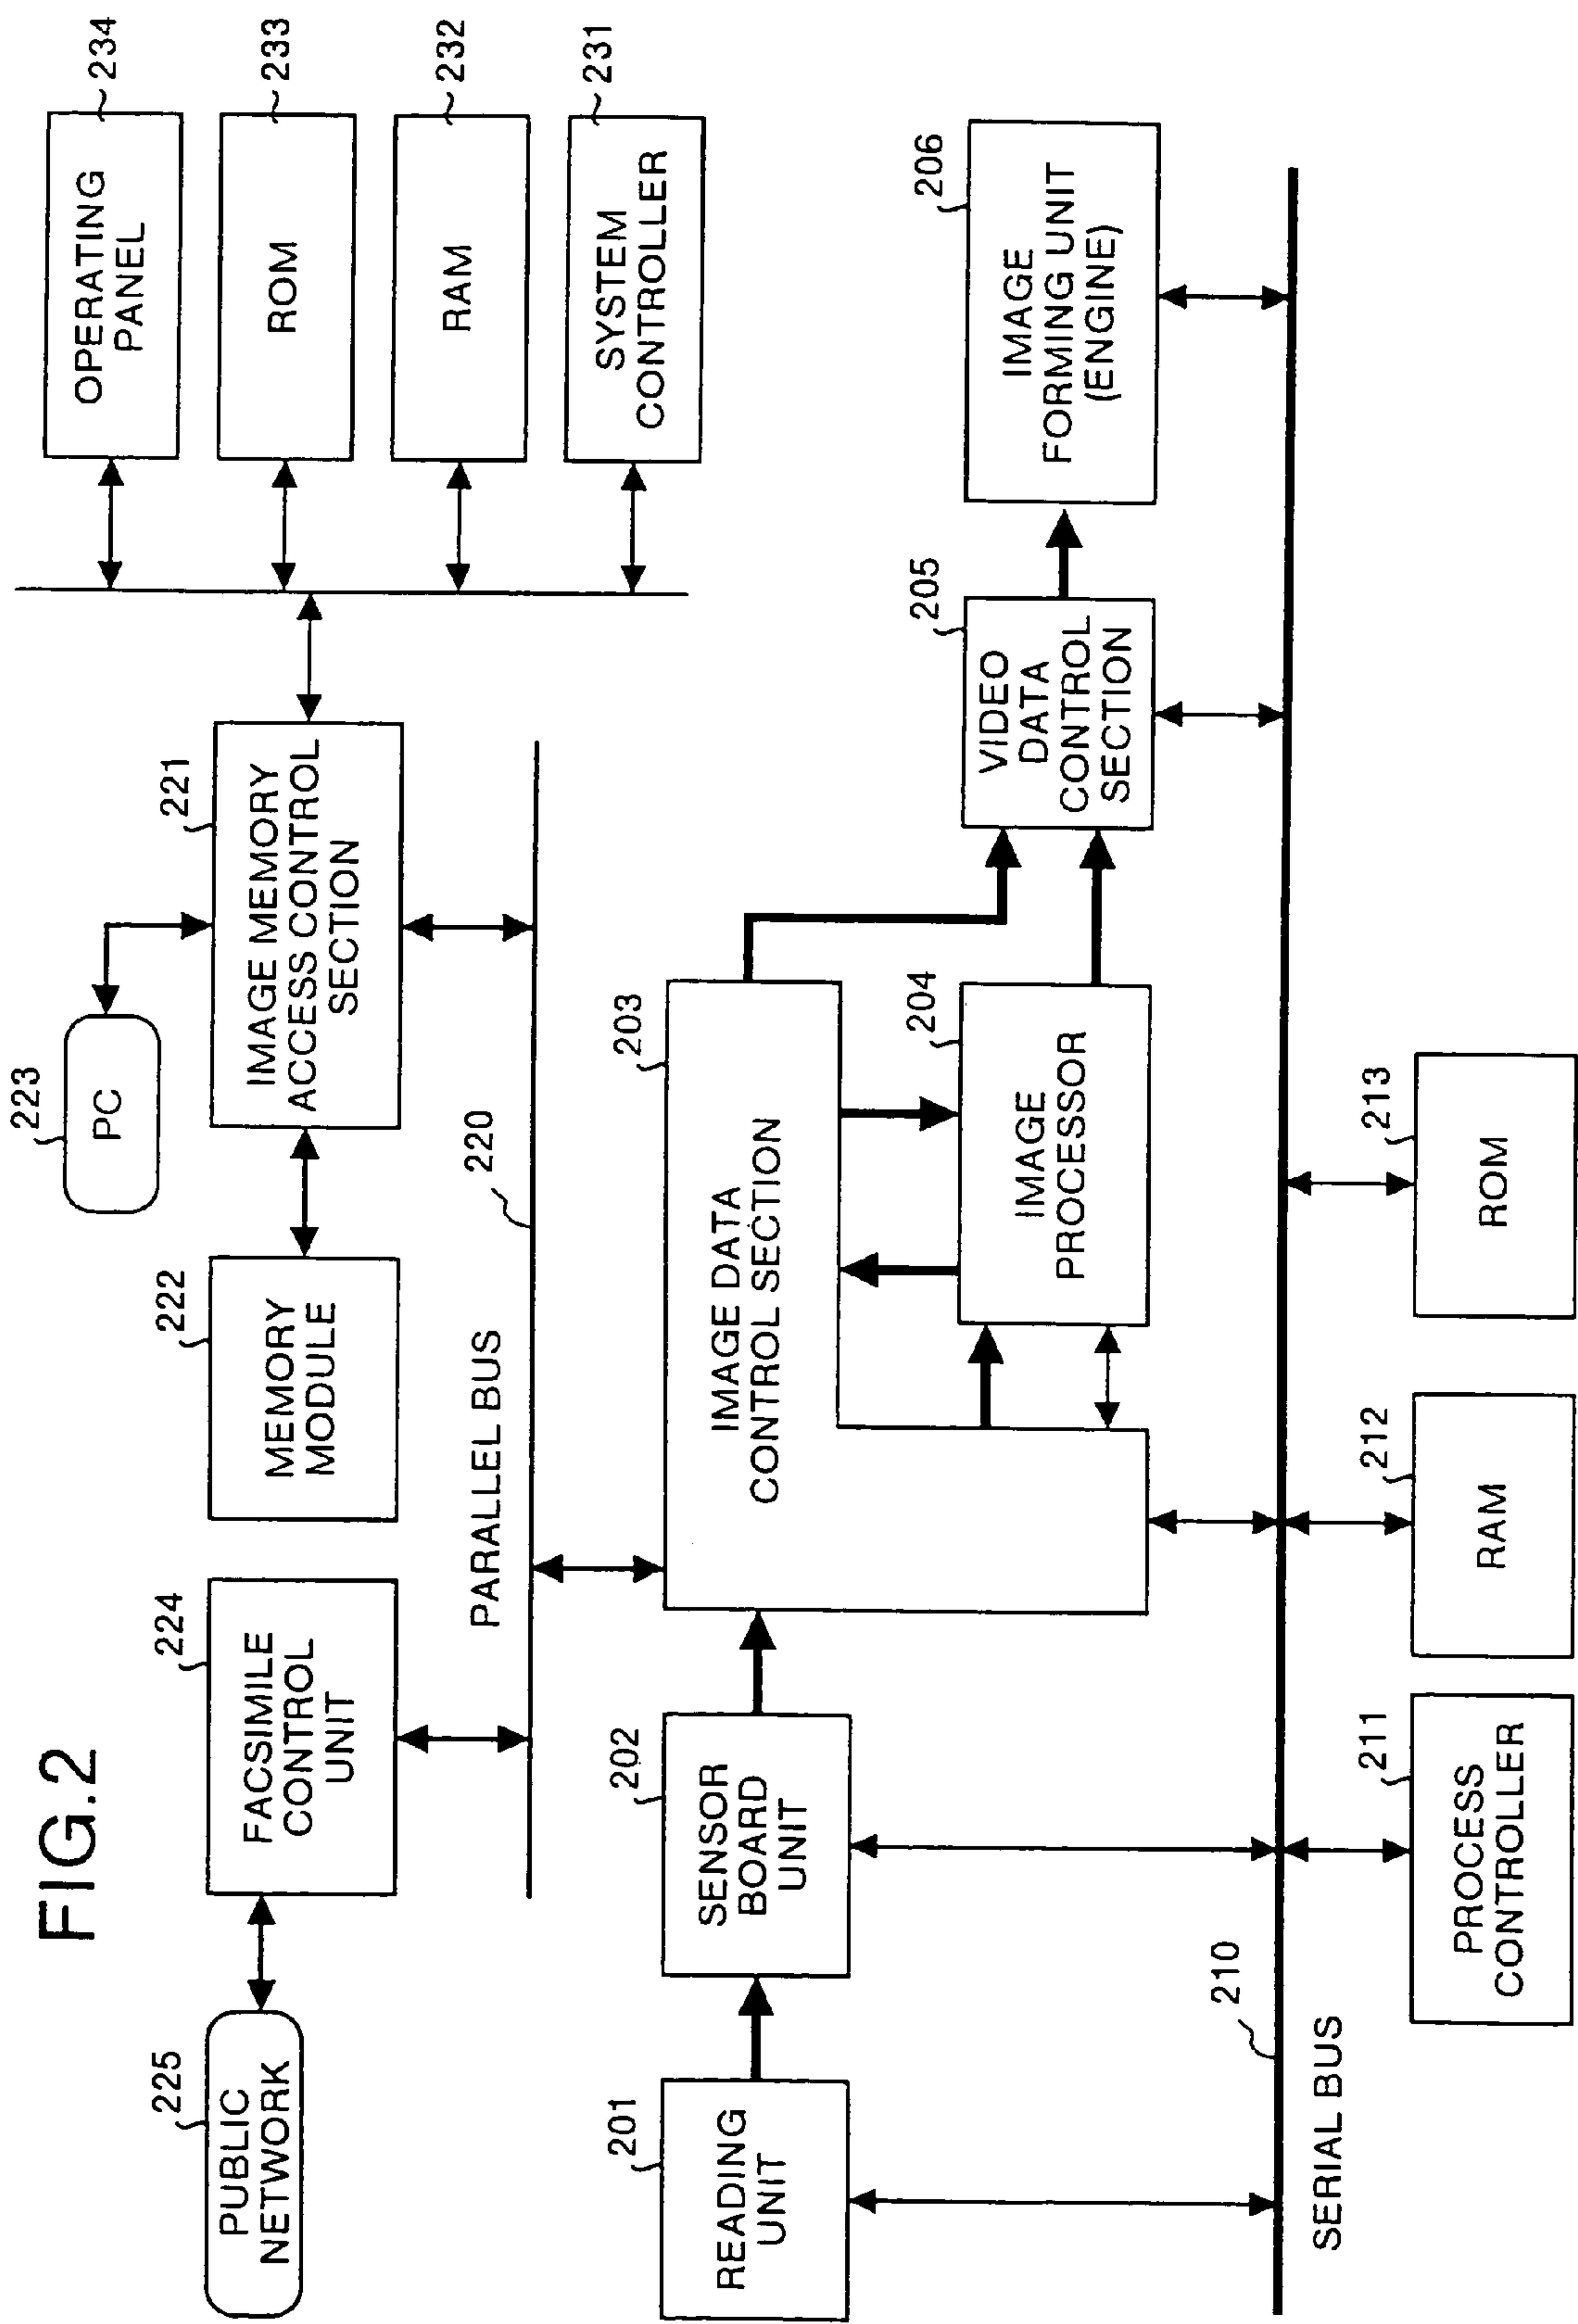 FIG.2
225
PUBLIC
NETWORK
224
FACSIMILE
CONTROL
UNIT
222
MEMORY
MODULE
223
PC
221
IMAGE MEMORY
ACCESS CONTROL
SECTION
234
OPERATING
PANEL
233
ROM
232
RAM
231
SYSTEM
CONTROLLER
PARALLEL BUS
220
201
READING
UNIT
202
SENSOR
BOARD
UNIT
203
IMAGE DATA
CONTROL SECTION
204
IMAGE
PROCESSOR
205
VIDEO
DATA
CONTROL
SECTION
206
IMAGE
FORMING UNIT
(ENGINE)
210
SERIAL BUS
211
PROCESS
CONTROLLER
212
RAM
213
ROM